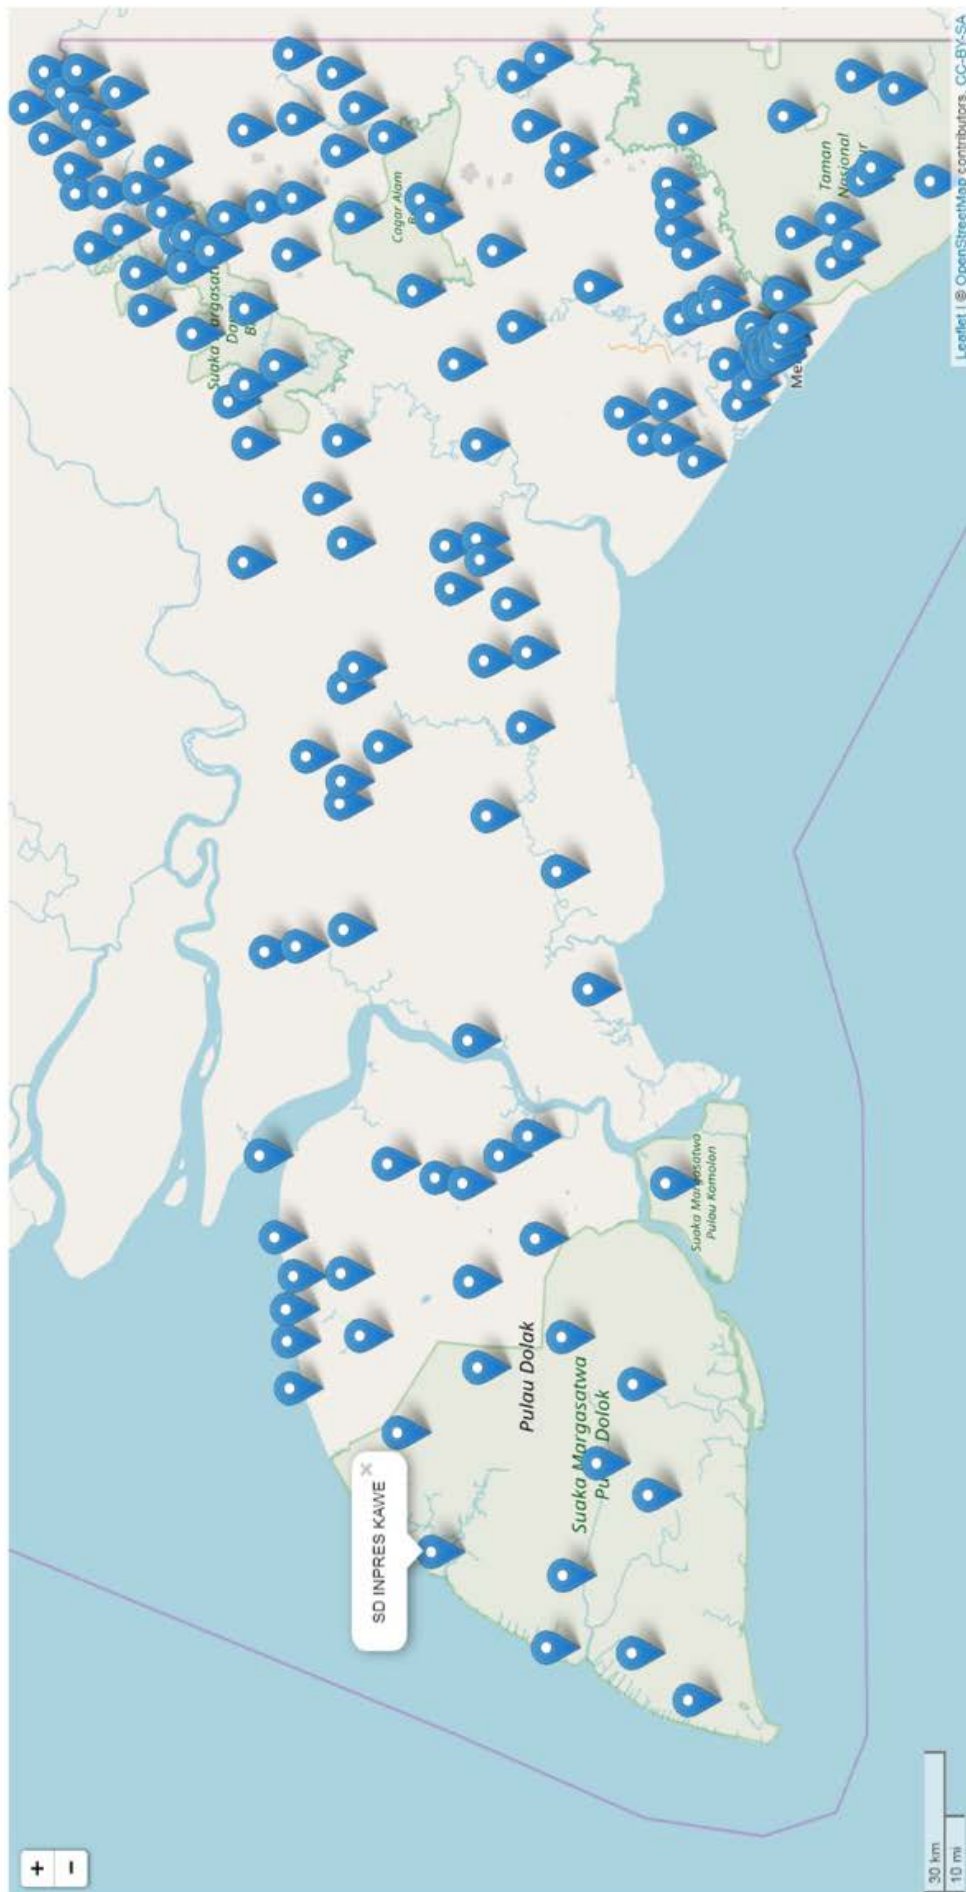 +
−
SD INPRES KAWE
×
Pulau Dolak
Suaka Margasatwa
Dolok
Suaka Margasatwa
Pulau Komolon
Cagar Alam
Taman
Nasional
30 km
10 mi
Leaflet | © OpenStreetMap contributors, CC-BY-SA